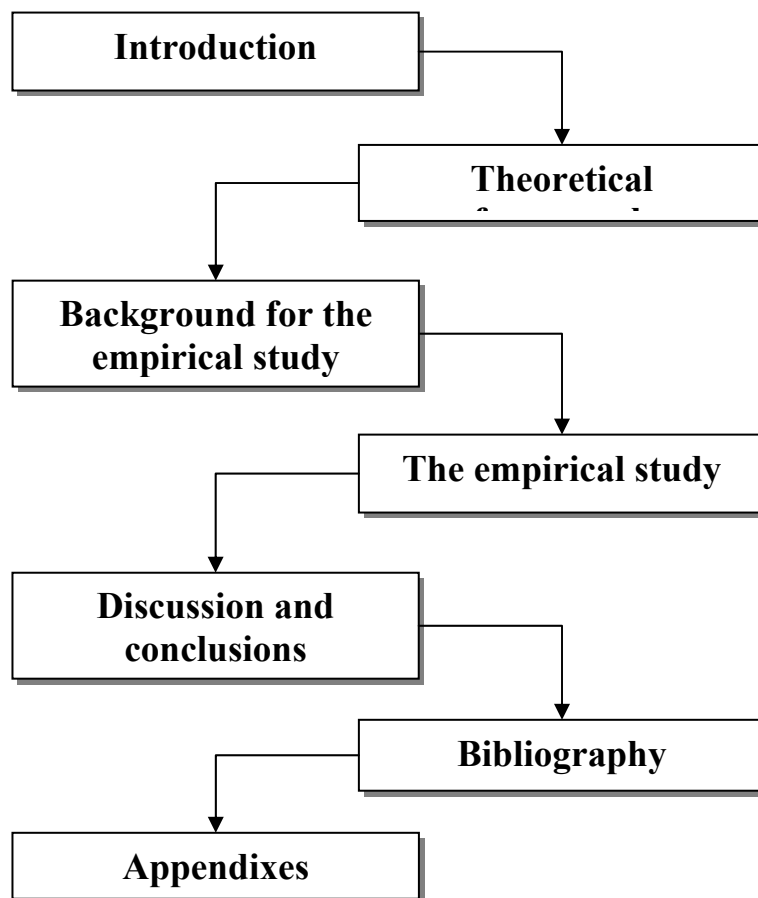 Introduction
Theoretical
Background for the
empirical study
The empirical study
Discussion and
conclusions
Bibliography
Appendixes